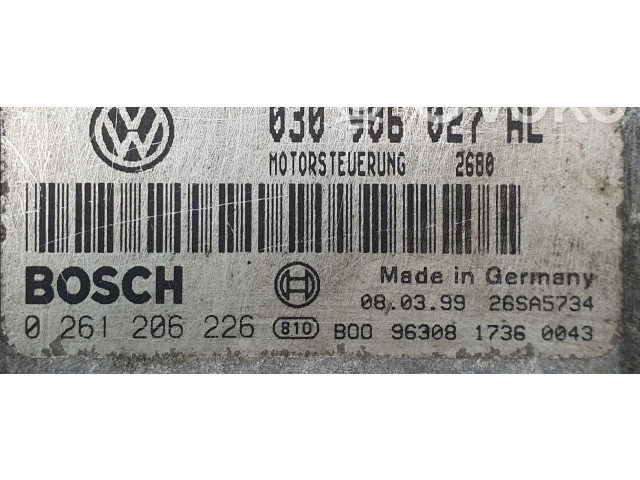 030 906 027 AL
MOTORSTEUERUNG 2680
BOSCH
Made in Germany
08.03.99 26SA5734
0 261 206 226 810 B00 96308 1736 0043